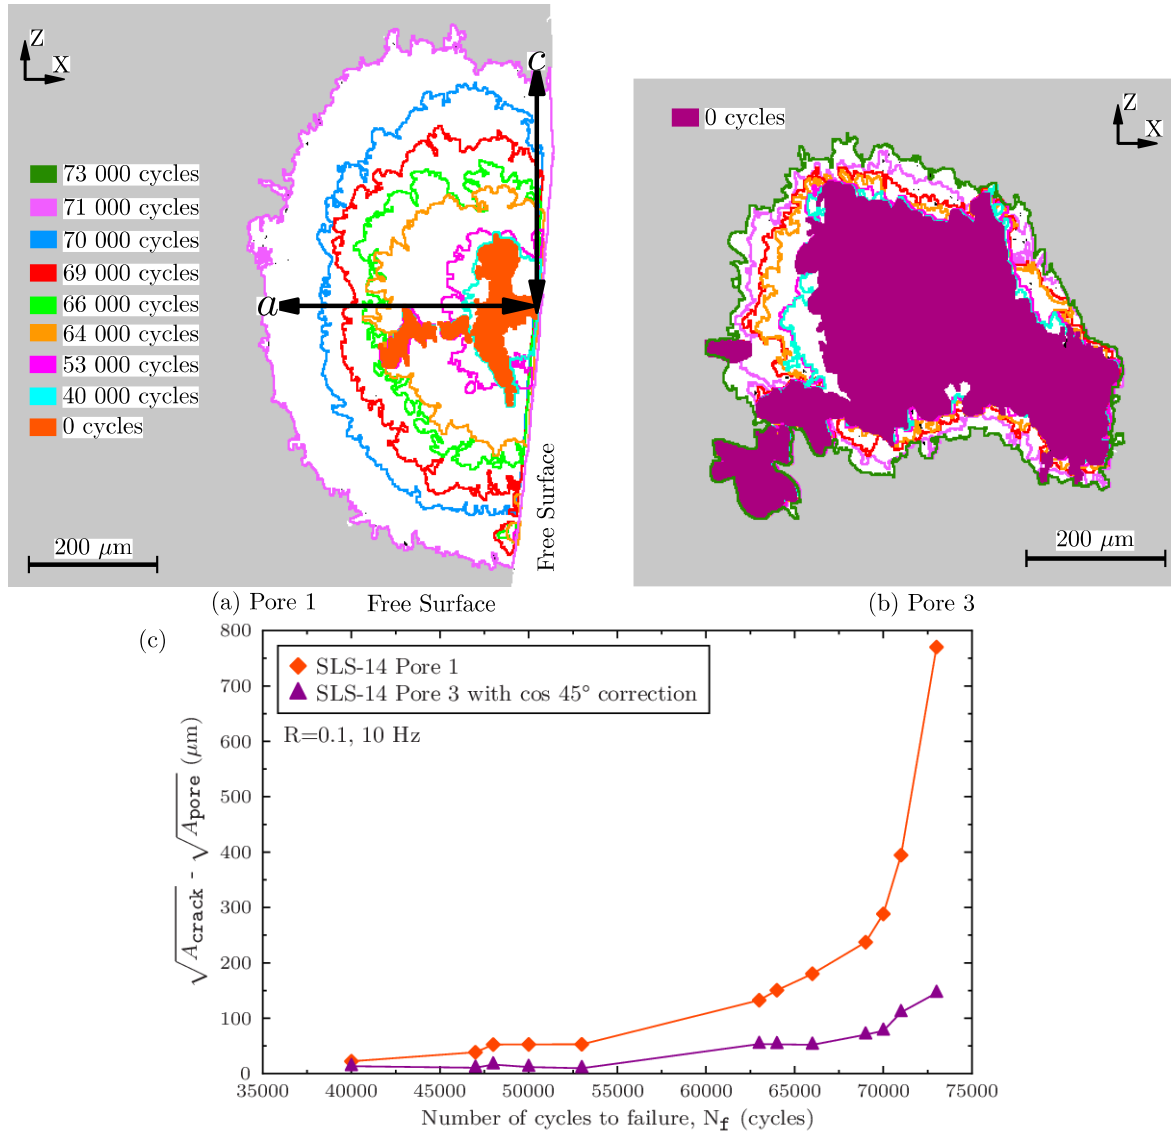 Z
X
c
a
73 000 cycles
71 000 cycles
70 000 cycles
69 000 cycles
66 000 cycles
64 000 cycles
53 000 cycles
40 000 cycles
0 cycles
200 μm
Free Surface
(a) Pore 1
Free Surface
0 cycles
Z
X
200 μm
(b) Pore 3
(c)
SLS-14 Pore 1
SLS-14 Pore 3 with cos 45° correction
R=0.1, 10 Hz
√Acrack - √Apore (μm)
800
700
600
500
400
300
200
100
0
35000 40000 45000 50000 55000 60000 65000 70000 75000
Number of cycles to failure, Nf (cycles)